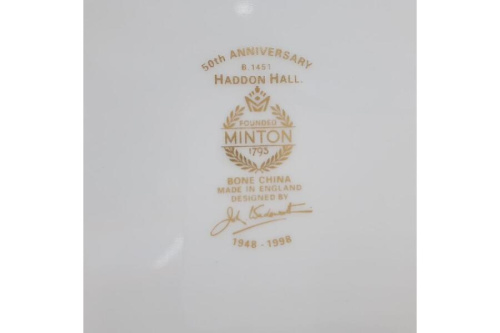 50th ANNIVERSARY
B.1451
HADDON HALL
FOUNDED
MINTON
1793
BONE CHINA
MADE IN ENGLAND
DESIGNED BY
1948 - 1998